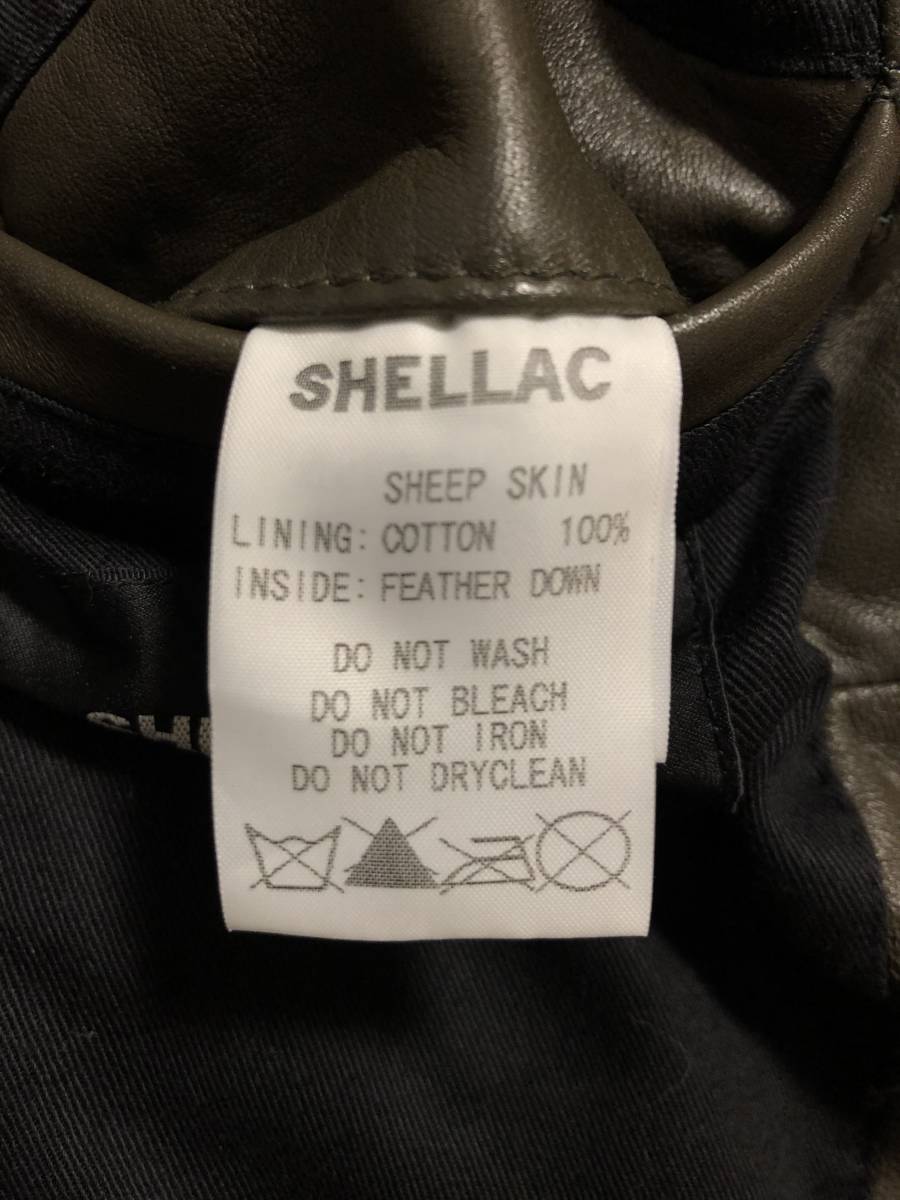 SHELLAC
SHEEP SKIN
LINING: COTTON 100%
INSIDE: FEATHER DOWN
DO NOT WASH
DO NOT BLEACH
DO NOT IRON
DO NOT DRYCLEAN